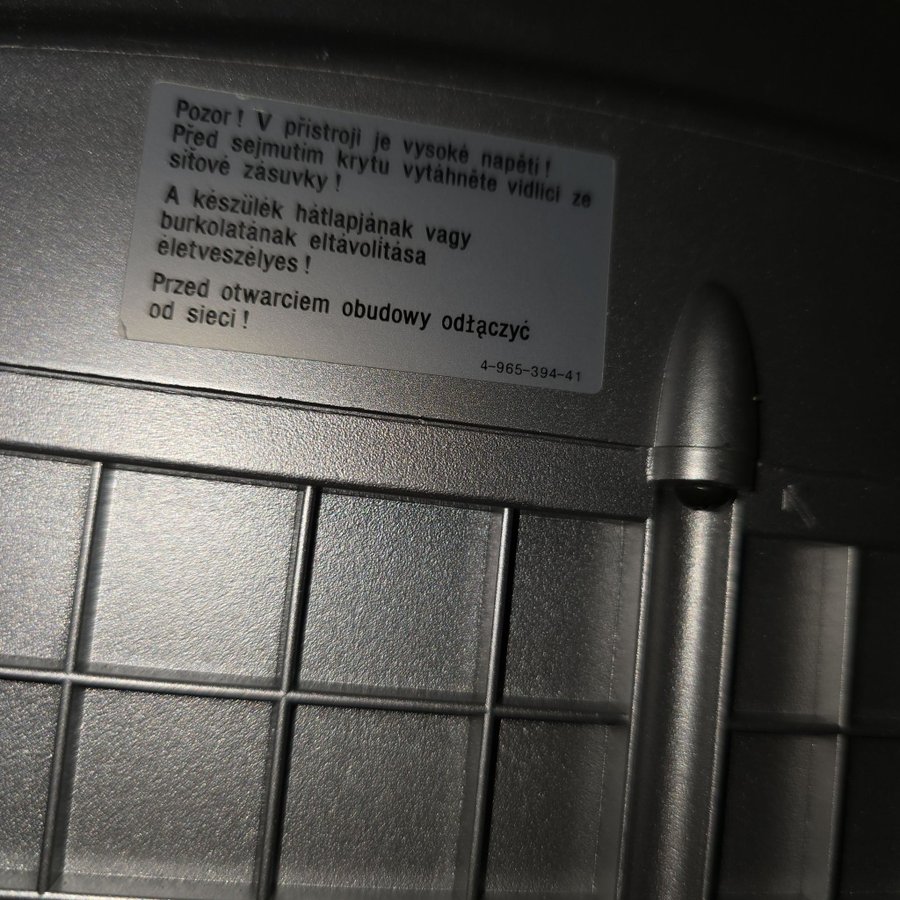 Pozor! V přístroji je vysoké napětí!
Před sejmutím krytu vytáhněte vidlici ze
síťové zásuvky!
A készülék hátlapjának vagy
burkolatának eltávolítása
életveszélyes!
Przed otwarciem obudowy odłączyć
od sieci!
4-965-394-41